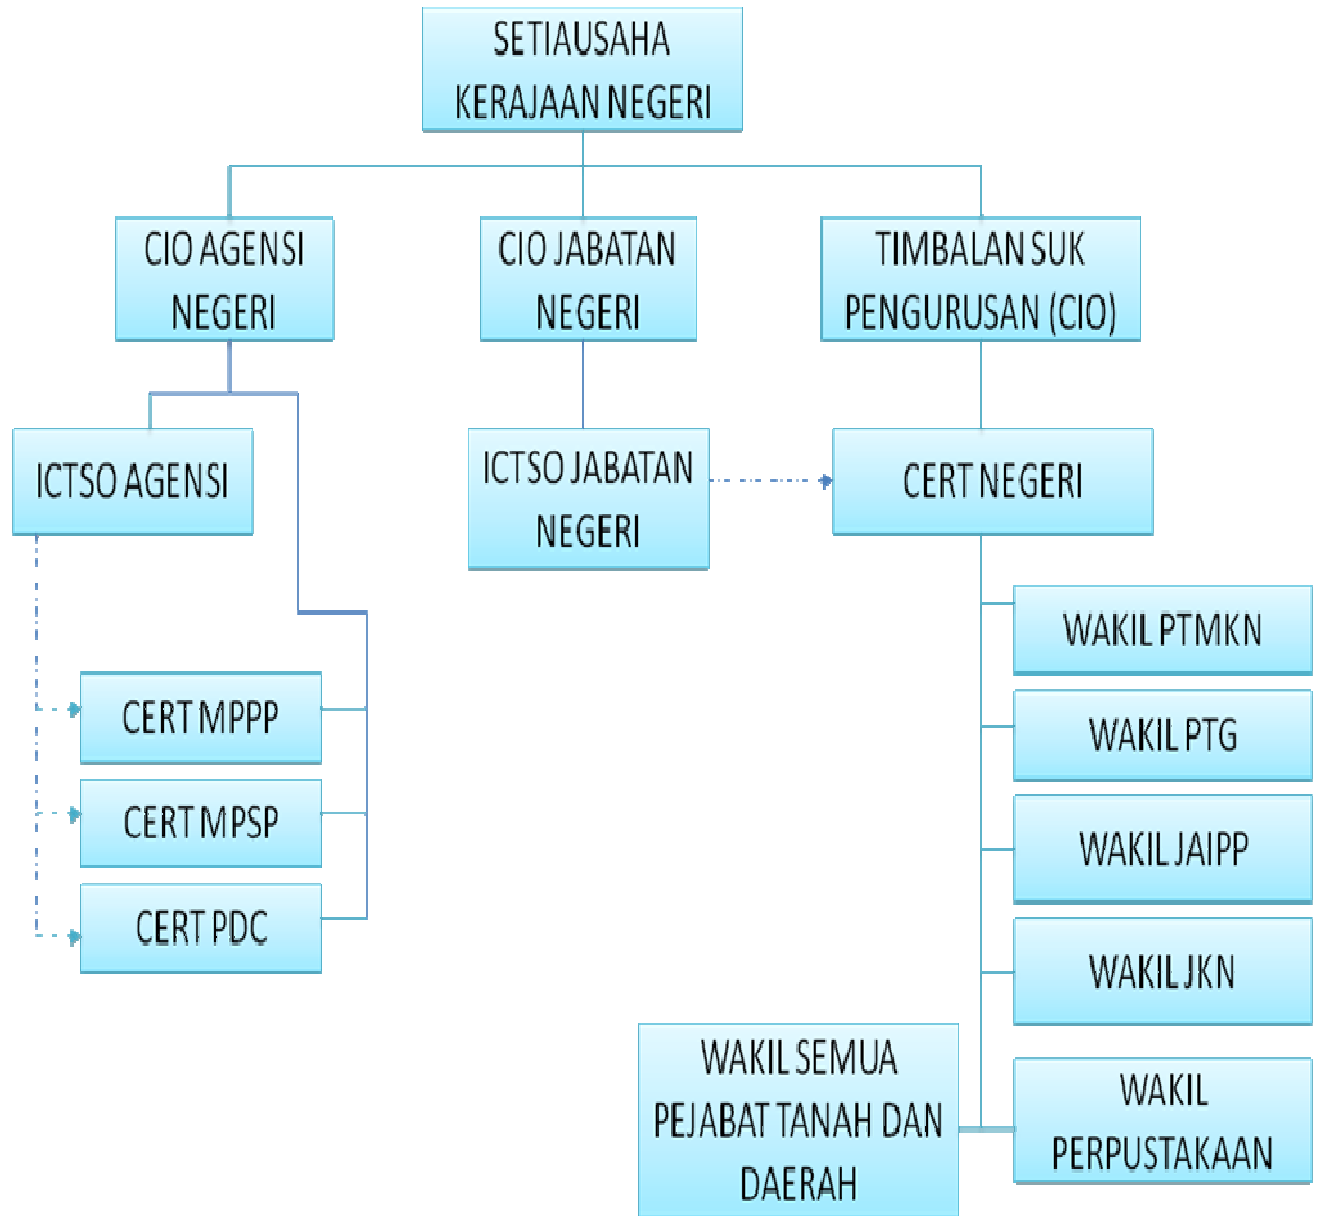 SETIAUSAHA
KERAJAAN NEGERI
CIO AGENSI
NEGERI
CIO JABATAN
NEGERI
TIMBALAN SUK
PENGURUSAN (CIO)
ICTSO AGENSI
ICTSO JABATAN
NEGERI
CERT NEGERI
CERT MPPP
CERT MPSP
CERT PDC
WAKIL PTMKN
WAKIL PTG
WAKIL JAIPP
WAKIL JKN
WAKIL SEMUA
PEJABAT TANAH DAN
DAERAH
WAKIL
PERPUSTAKAAN